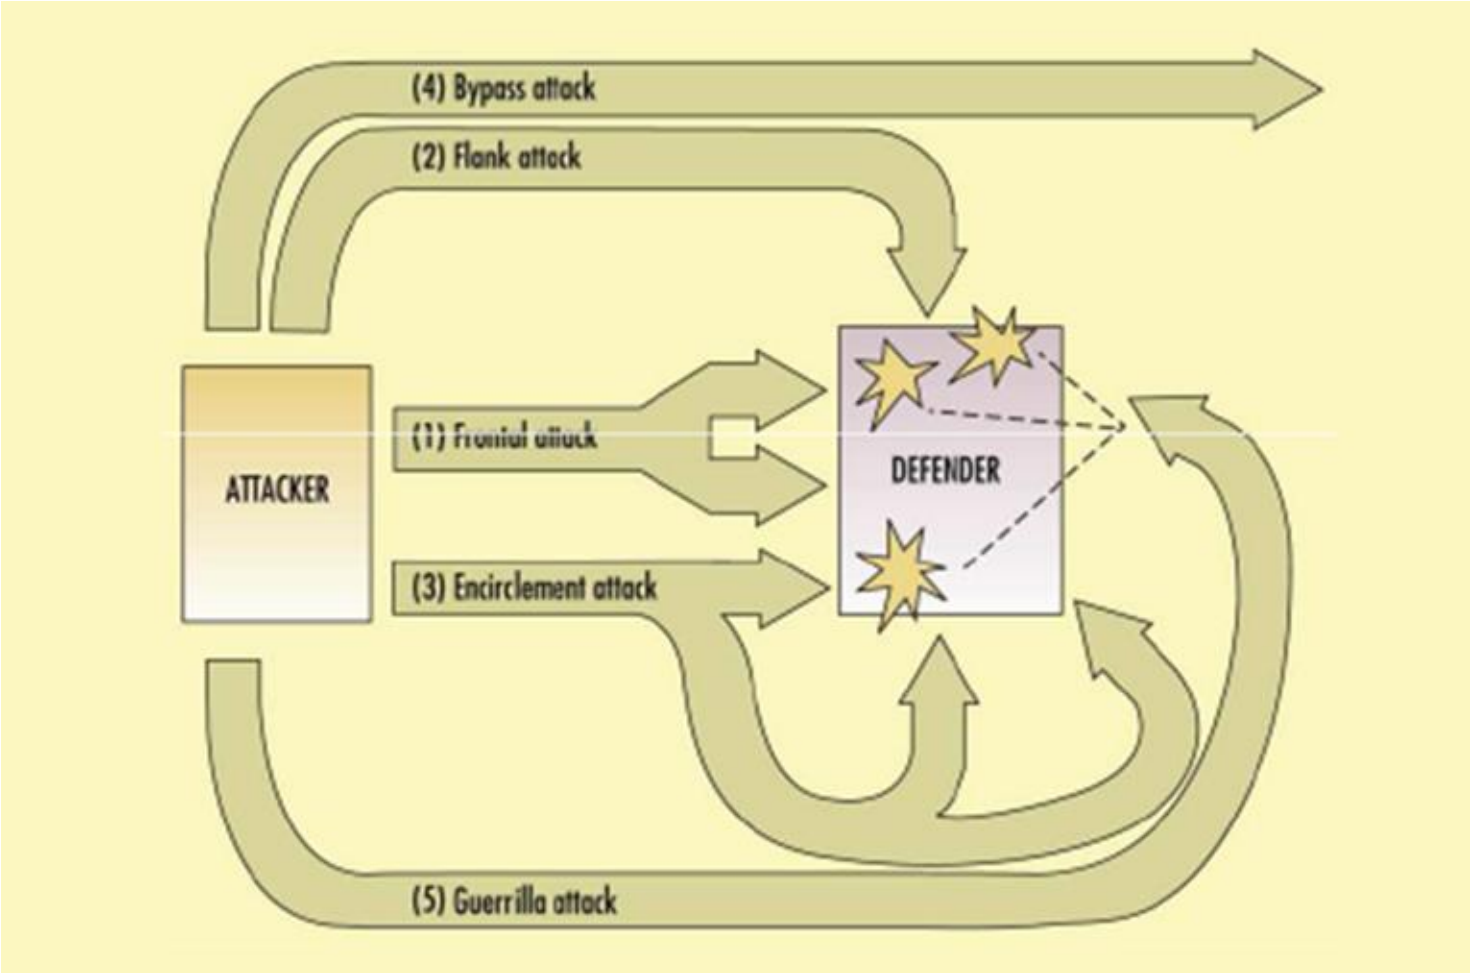 (4) Bypass attack
(2) Flank attack
(1) Frontal attack
ATTACKER
DEFENDER
(3) Encirclement attack
(5) Guerrilla attack